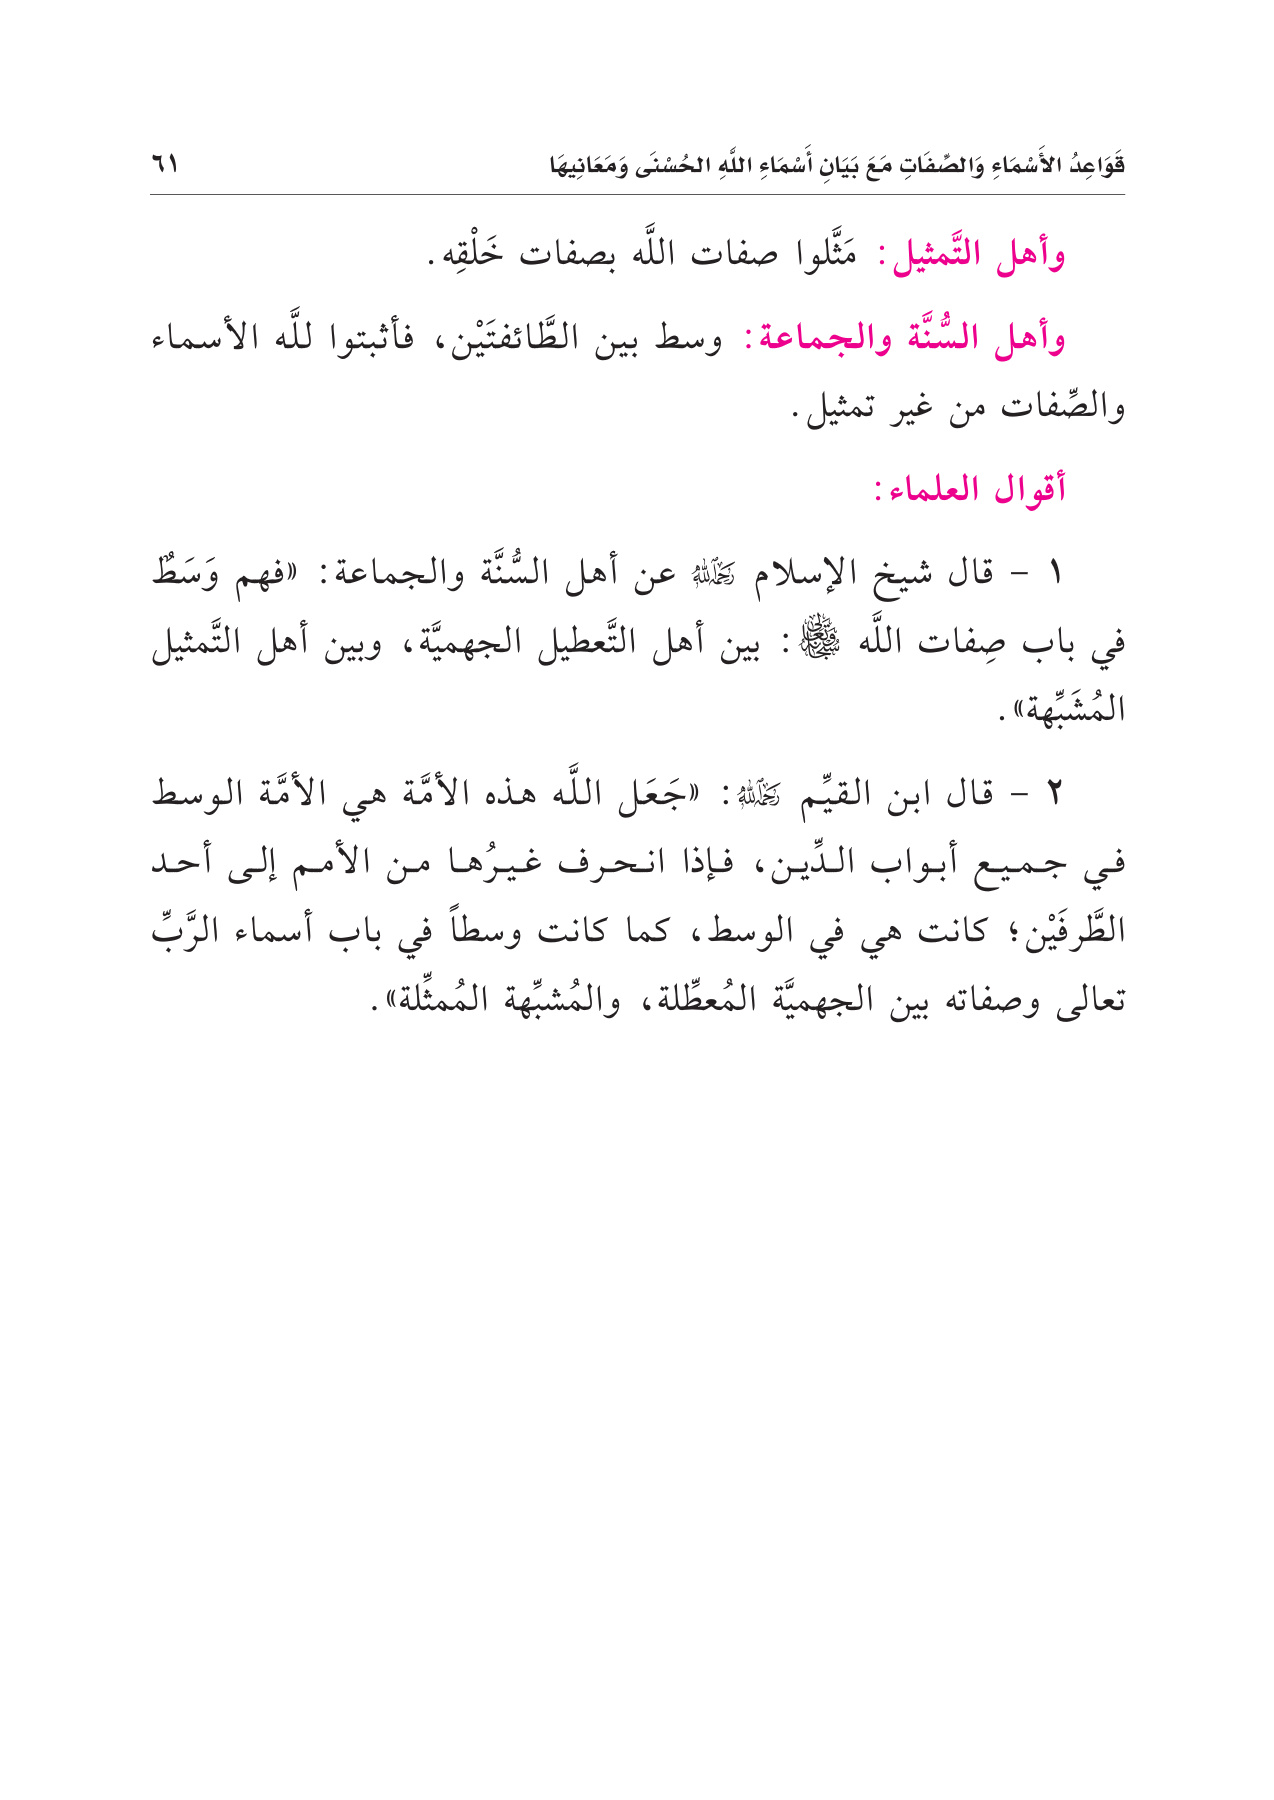 قَوَاعِدُ الأَسْمَاءِ وَالصِّفَاتِ مَعَ بَيَانِ أَسْمَاءِ اللَّهِ الحُسْنَى وَمَعَانِيهَا ٦١
وأهل التَّمثيل: مَثَّلوا صفات اللَّه بصفات خَلْقِه.
وأهل السُّنَّة والجماعة: وسط بين الطَّائفتَيْن، فأثبتوا للَّه الأسماء
والصِّفات من غير تمثيل.
أقوال العلماء:
١ – قال شيخ الإسلام رَحِمَهُ اللَّهُ عن أهل السُّنَّة والجماعة: «فهم وَسَطٌ
في باب صِفات اللَّه سُبْحَانَهُ وَتَعَالَى: بين أهل التَّعطيل الجهميَّة، وبين أهل التَّمثيل
المُشَبِّهة».
٢ – قال ابن القيِّم رَحِمَهُ اللَّهُ: «جَعَل اللَّه هذه الأمَّة هي الأمَّة الوسط
في جميع أبواب الدِّين، فإذا انحرف غيرُها من الأمم إلى أحد
الطَّرفَيْن؛ كانت هي في الوسط، كما كانت وسطاً في باب أسماء الرَّبِّ
تعالى وصفاته بين الجهميَّة المُعطِّلة، والمُشبِّهة المُمثِّلة».